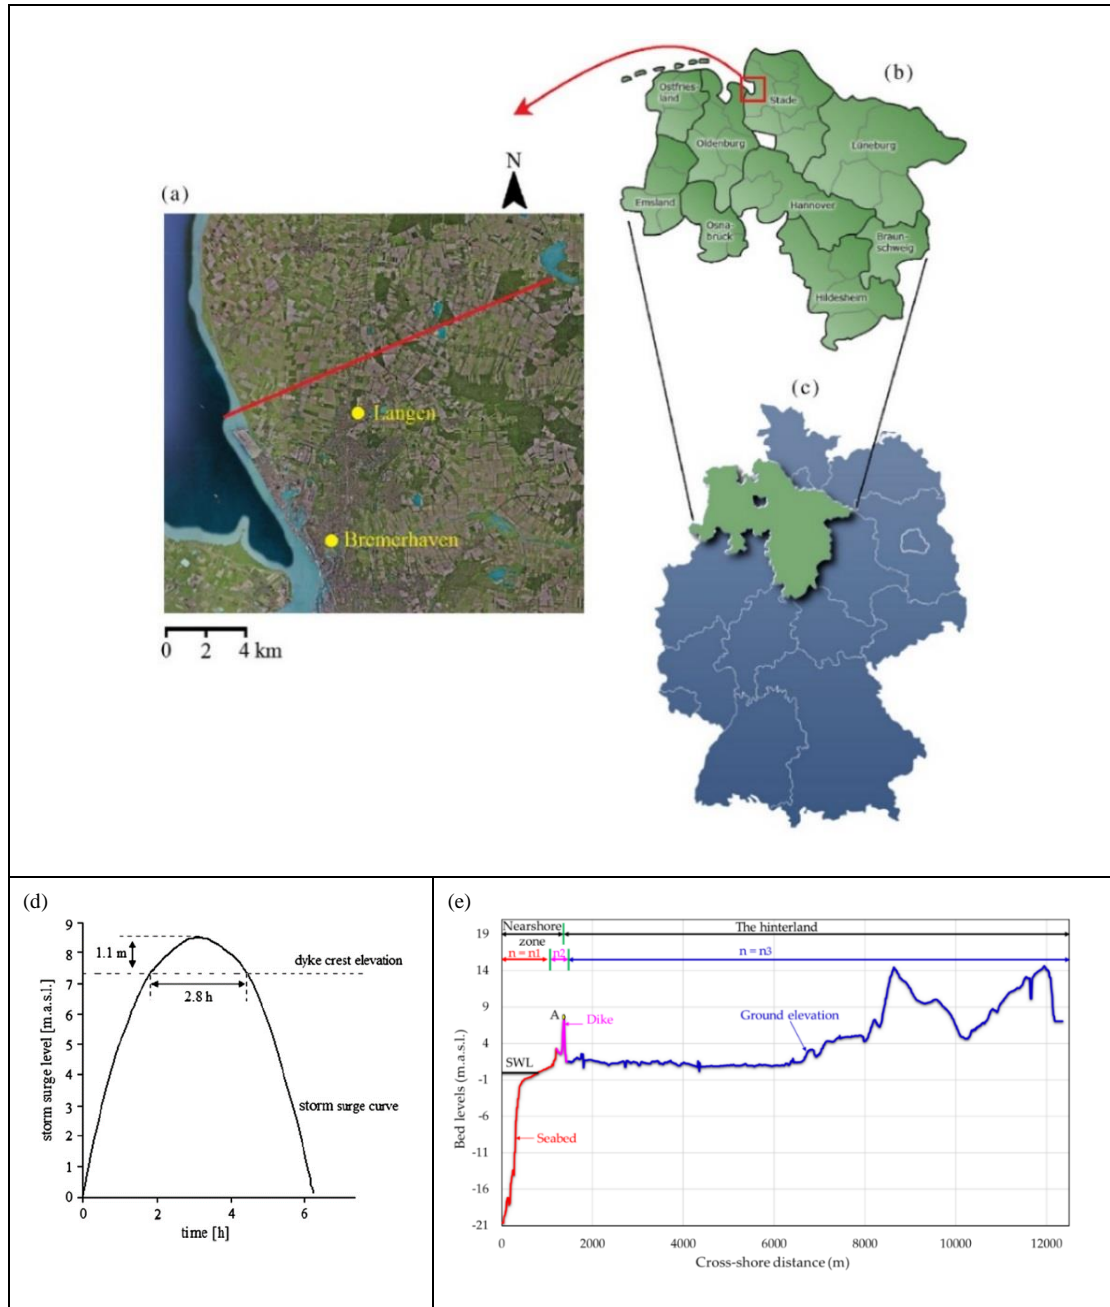 (b)
Ostfries-
land
Stade
Oldenburg
Lüneburg
Emsland
Osna-
brück
Hannover
Braun-
schweig
Hildesheim
N
(a)
Langen
Bremerhaven
0 2 4 km
(c)
(d)
9
8
7
6
5
4
3
2
1
0
storm surge level [m.a.s.l.]
1.1 m
dyke crest elevation
2.8 h
storm surge curve
0 2 4 6
time [h]
(e)
Nearshore
zone
The hinterland
n = n1
n2
n = n3
19
14
9
4
-1
-6
-11
-16
-21
Bed levels (m.a.s.l.)
A
Dike
Ground elevation
SWL
Seabed
0 2000 4000 6000 8000 10000 12000
Cross-shore distance (m)